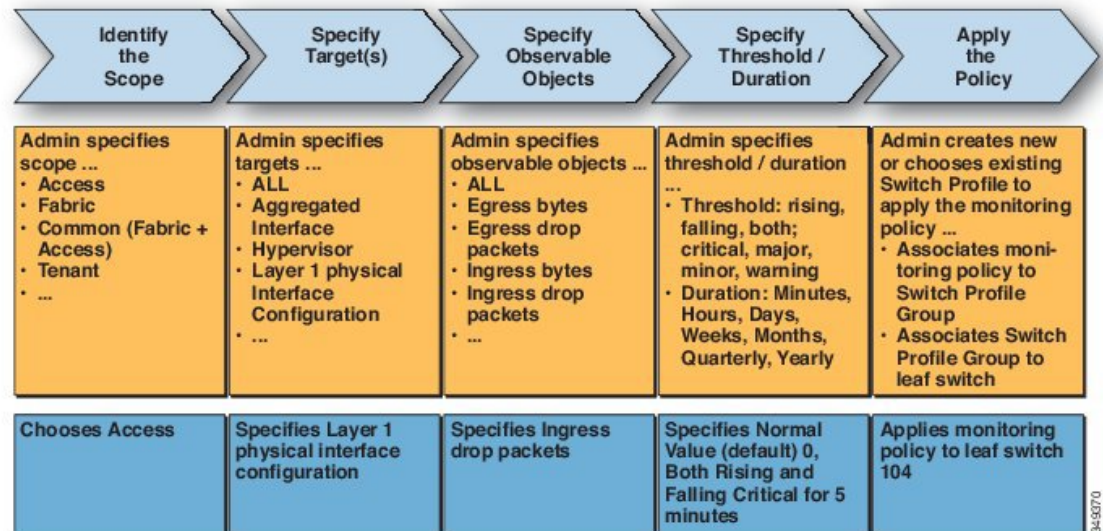 Identify
the
Scope
Specify
Target(s)
Specify
Observable
Objects
Specify
Threshold /
Duration
Apply
the
Policy
Admin specifies
scope ...
• Access
• Fabric
• Common (Fabric +
Access)
• Tenant
• ...
Admin specifies
targets ...
• ALL
• Aggregated
Interface
• Hypervisor
• Layer 1 physical
Interface
Configuration
• ...
Admin specifies
observable objects ...
• ALL
• Egress bytes
• Egress drop
packets
• Ingress bytes
• Ingress drop
packets
• ...
Admin specifies
threshold / duration
...
• Threshold: rising,
falling, both;
critical, major,
minor, warning
• Duration: Minutes,
Hours, Days,
Weeks, Months,
Quarterly, Yearly
Admin creates new
or chooses existing
Switch Profile to
apply the monitoring
policy ...
• Associates moni-
toring policy to
Switch Profile
Group
• Associates Switch
Profile Group to
leaf switch
Chooses Access
Specifies Layer 1
physical interface
configuration
Specifies Ingress
drop packets
Specifies Normal
Value (default) 0,
Both Rising and
Falling Critical for 5
minutes
Applies monitoring
policy to leaf switch
104
349370